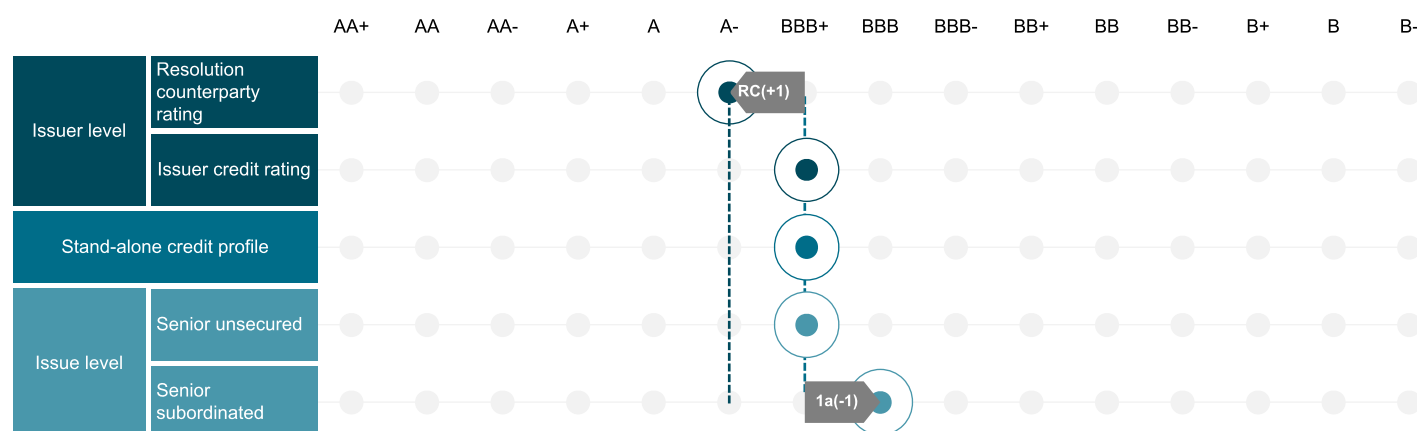 AA+ AA AA- A+ A A- BBB+ BBB BBB- BB+ BB BB- B+ B B-
Issuer level
Resolution
counterparty
rating
RC(+1)
Issuer credit rating
Stand-alone credit profile
Issue level
Senior unsecured
Senior
subordinated
1a(-1)